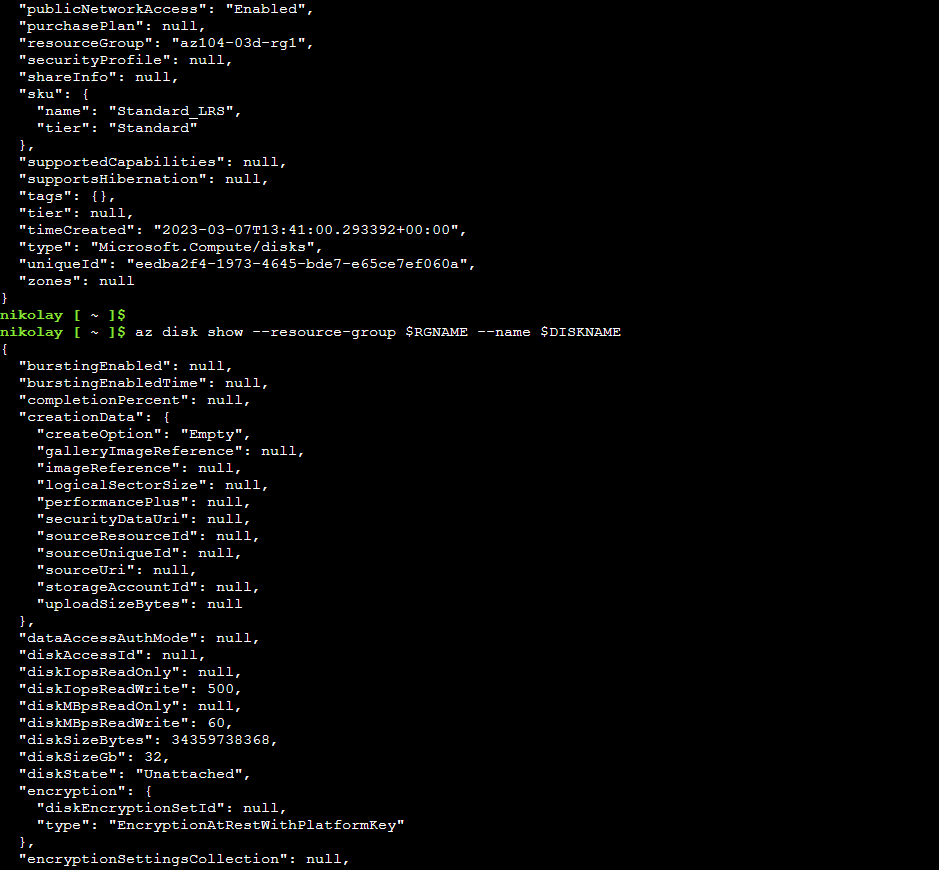 "publicNetworkAccess": "Enabled",
  "purchasePlan": null,
  "resourceGroup": "az104-03d-rg1",
  "securityProfile": null,
  "shareInfo": null,
  "sku": {
    "name": "Standard_LRS",
    "tier": "Standard"
  },
  "supportedCapabilities": null,
  "supportsHibernation": null,
  "tags": {},
  "tier": null,
  "timeCreated": "2023-03-07T13:41:00.293392+00:00",
  "type": "Microsoft.Compute/disks",
  "uniqueId": "eedba2f4-1973-4645-bde7-e65ce7ef060a",
  "zones": null
}
nikolay [ ~ ]$
nikolay [ ~ ]$ az disk show --resource-group $RGNAME --name $DISKNAME
{
  "burstingEnabled": null,
  "burstingEnabledTime": null,
  "completionPercent": null,
  "creationData": {
    "createOption": "Empty",
    "galleryImageReference": null,
    "imageReference": null,
    "logicalSectorSize": null,
    "performancePlus": null,
    "securityDataUri": null,
    "sourceResourceId": null,
    "sourceUniqueId": null,
    "sourceUri": null,
    "storageAccountId": null,
    "uploadSizeBytes": null
  },
  "dataAccessAuthMode": null,
  "diskAccessId": null,
  "diskIopsReadOnly": null,
  "diskIopsReadWrite": 500,
  "diskMBpsReadOnly": null,
  "diskMBpsReadWrite": 60,
  "diskSizeBytes": 34359738368,
  "diskSizeGb": 32,
  "diskState": "Unattached",
  "encryption": {
    "diskEncryptionSetId": null,
    "type": "EncryptionAtRestWithPlatformKey"
  },
  "encryptionSettingsCollection": null,